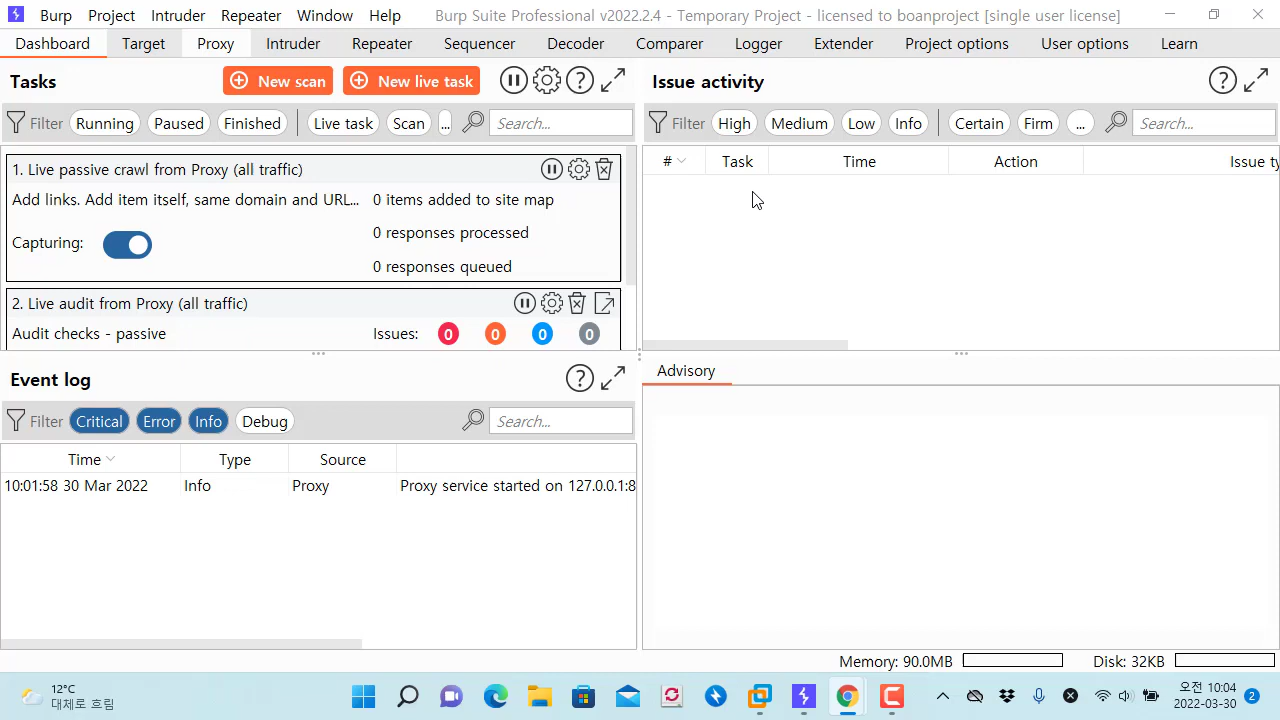 Burp Project Intruder Repeater Window Help Burp Suite Professional v2022.2.4 - Temporary Project - licensed to boanproject [single user license]
Dashboard Target Proxy Intruder Repeater Sequencer Decoder Comparer Logger Extender Project options User options Learn
Tasks New scan New live task
Filter Running Paused Finished Live task Scan ... Search...
1. Live passive crawl from Proxy (all traffic)
Add links. Add item itself, same domain and URL... 0 items added to site map
0 responses processed
Capturing:
0 responses queued
2. Live audit from Proxy (all traffic)
Audit checks - passive Issues: 0 0 0 0
Issue activity
Filter High Medium Low Info Certain Firm ... Search...
# Task Time Action Issue ty
Event log
Filter Critical Error Info Debug Search...
Time Type Source
10:01:58 30 Mar 2022 Info Proxy Proxy service started on 127.0.0.1:8
Advisory
Memory: 90.0MB Disk: 32KB
12°C
대체로 흐림
오전 10:04
2022-03-30
2